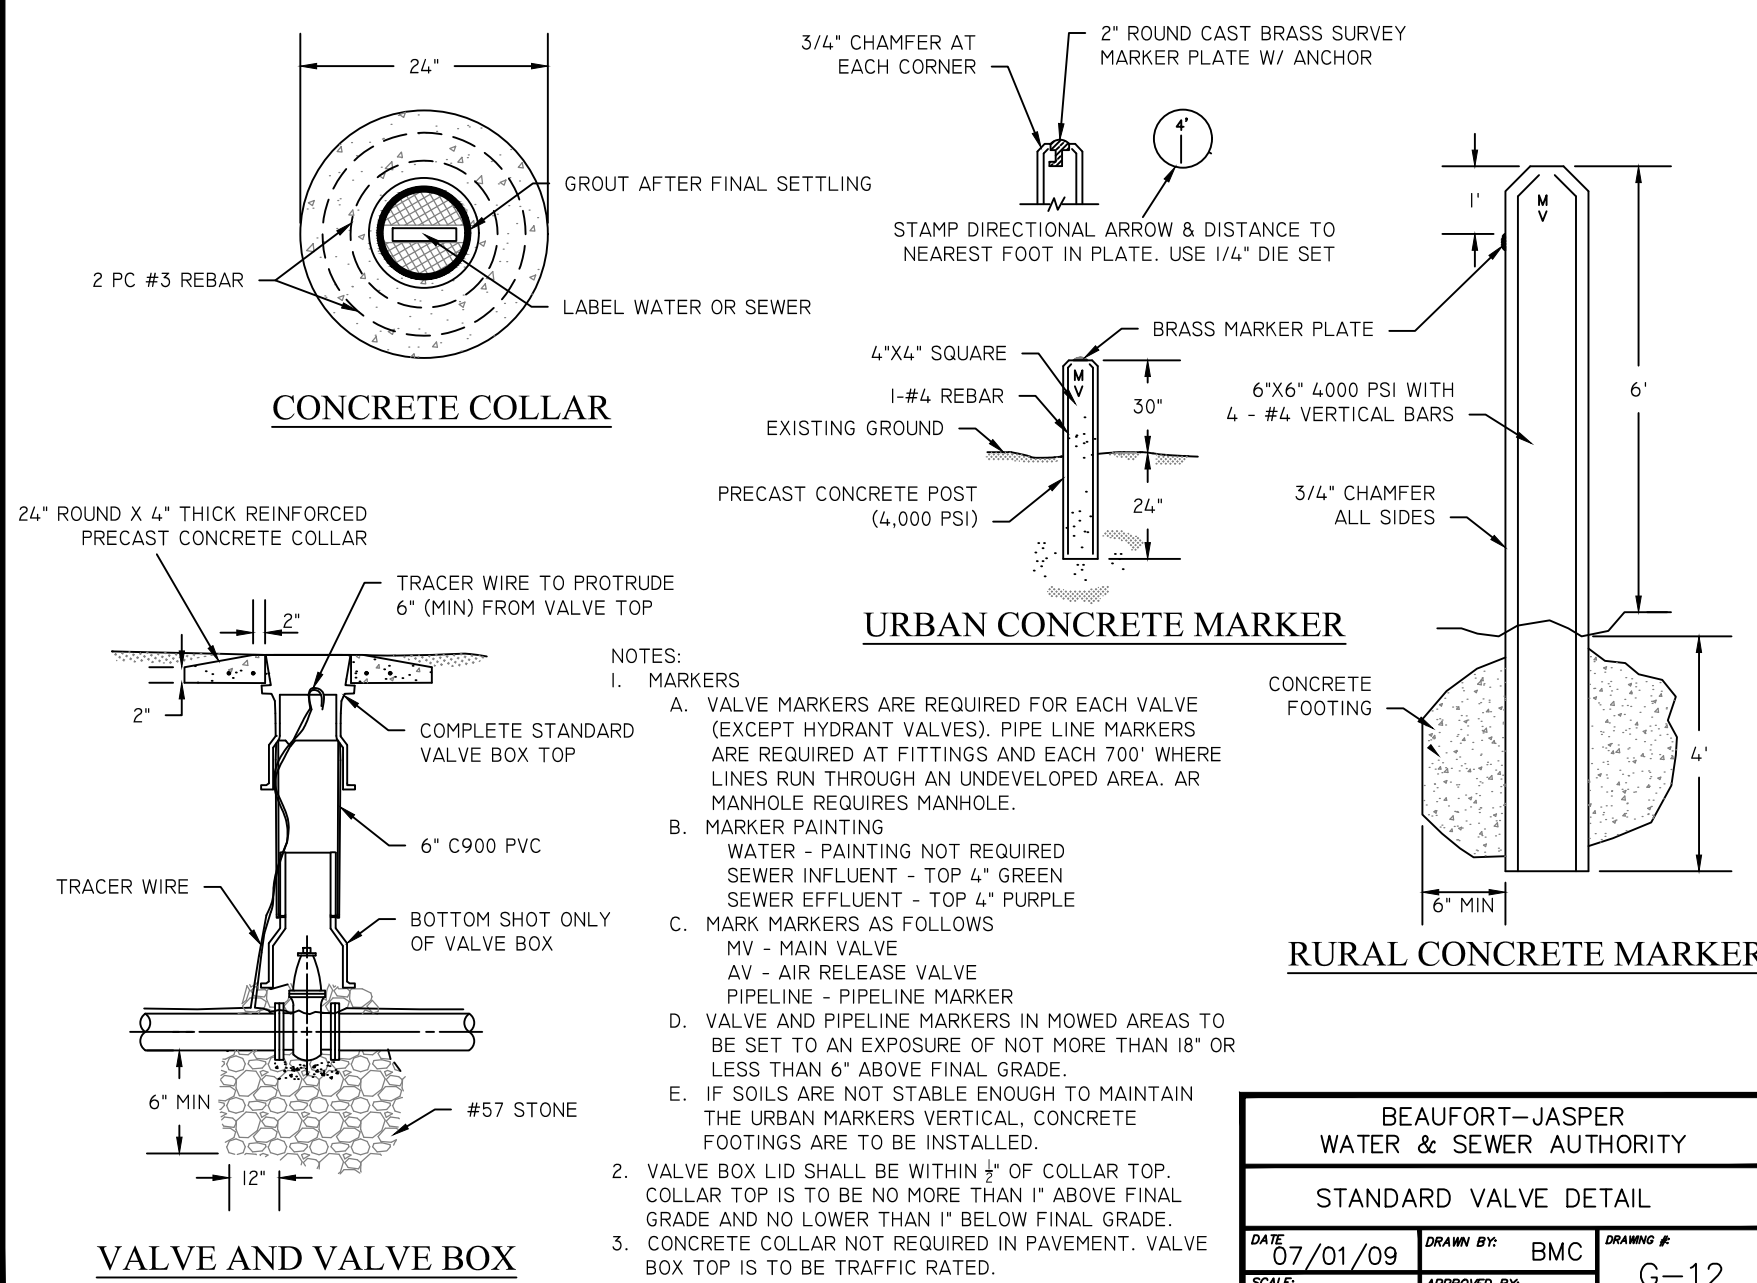 24"
GROUT AFTER FINAL SETTLING
2 PC #3 REBAR
LABEL WATER OR SEWER
CONCRETE COLLAR
3/4" CHAMFER AT
EACH CORNER
2" ROUND CAST BRASS SURVEY
MARKER PLATE W/ ANCHOR
4'
STAMP DIRECTIONAL ARROW & DISTANCE TO
NEAREST FOOT IN PLATE. USE 1/4" DIE SET
BRASS MARKER PLATE
4"X4" SQUARE
1-#4 REBAR
EXISTING GROUND
PRECAST CONCRETE POST
(4,000 PSI)
M
V
30"
24"
URBAN CONCRETE MARKER
1'
M
V
6'
6"X6" 4000 PSI WITH
4 - #4 VERTICAL BARS
3/4" CHAMFER
ALL SIDES
CONCRETE
FOOTING
4'
6" MIN
RURAL CONCRETE MARKER
24" ROUND X 4" THICK REINFORCED
PRECAST CONCRETE COLLAR
TRACER WIRE TO PROTRUDE
6" (MIN) FROM VALVE TOP
2"
2"
COMPLETE STANDARD
VALVE BOX TOP
6" C900 PVC
TRACER WIRE
BOTTOM SHOT ONLY
OF VALVE BOX
6" MIN
#57 STONE
12"
VALVE AND VALVE BOX
NOTES:
1. MARKERS
A. VALVE MARKERS ARE REQUIRED FOR EACH VALVE
(EXCEPT HYDRANT VALVES). PIPE LINE MARKERS
ARE REQUIRED AT FITTINGS AND EACH 700' WHERE
LINES RUN THROUGH AN UNDEVELOPED AREA. AR
MANHOLE REQUIRES MANHOLE.
B. MARKER PAINTING
WATER - PAINTING NOT REQUIRED
SEWER INFLUENT - TOP 4" GREEN
SEWER EFFLUENT - TOP 4" PURPLE
C. MARK MARKERS AS FOLLOWS
MV - MAIN VALVE
AV - AIR RELEASE VALVE
PIPELINE - PIPELINE MARKER
D. VALVE AND PIPELINE MARKERS IN MOWED AREAS TO
BE SET TO AN EXPOSURE OF NOT MORE THAN 18" OR
LESS THAN 6" ABOVE FINAL GRADE.
E. IF SOILS ARE NOT STABLE ENOUGH TO MAINTAIN
THE URBAN MARKERS VERTICAL, CONCRETE
FOOTINGS ARE TO BE INSTALLED.
2. VALVE BOX LID SHALL BE WITHIN ½" OF COLLAR TOP.
COLLAR TOP IS TO BE NO MORE THAN 1" ABOVE FINAL
GRADE AND NO LOWER THAN 1" BELOW FINAL GRADE.
3. CONCRETE COLLAR NOT REQUIRED IN PAVEMENT. VALVE
BOX TOP IS TO BE TRAFFIC RATED.
BEAUFORT-JASPER
WATER & SEWER AUTHORITY
STANDARD VALVE DETAIL
DATE 07/01/09
DRAWN BY: BMC
DRAWING #: G-12
SCALE:
APPROVED BY: